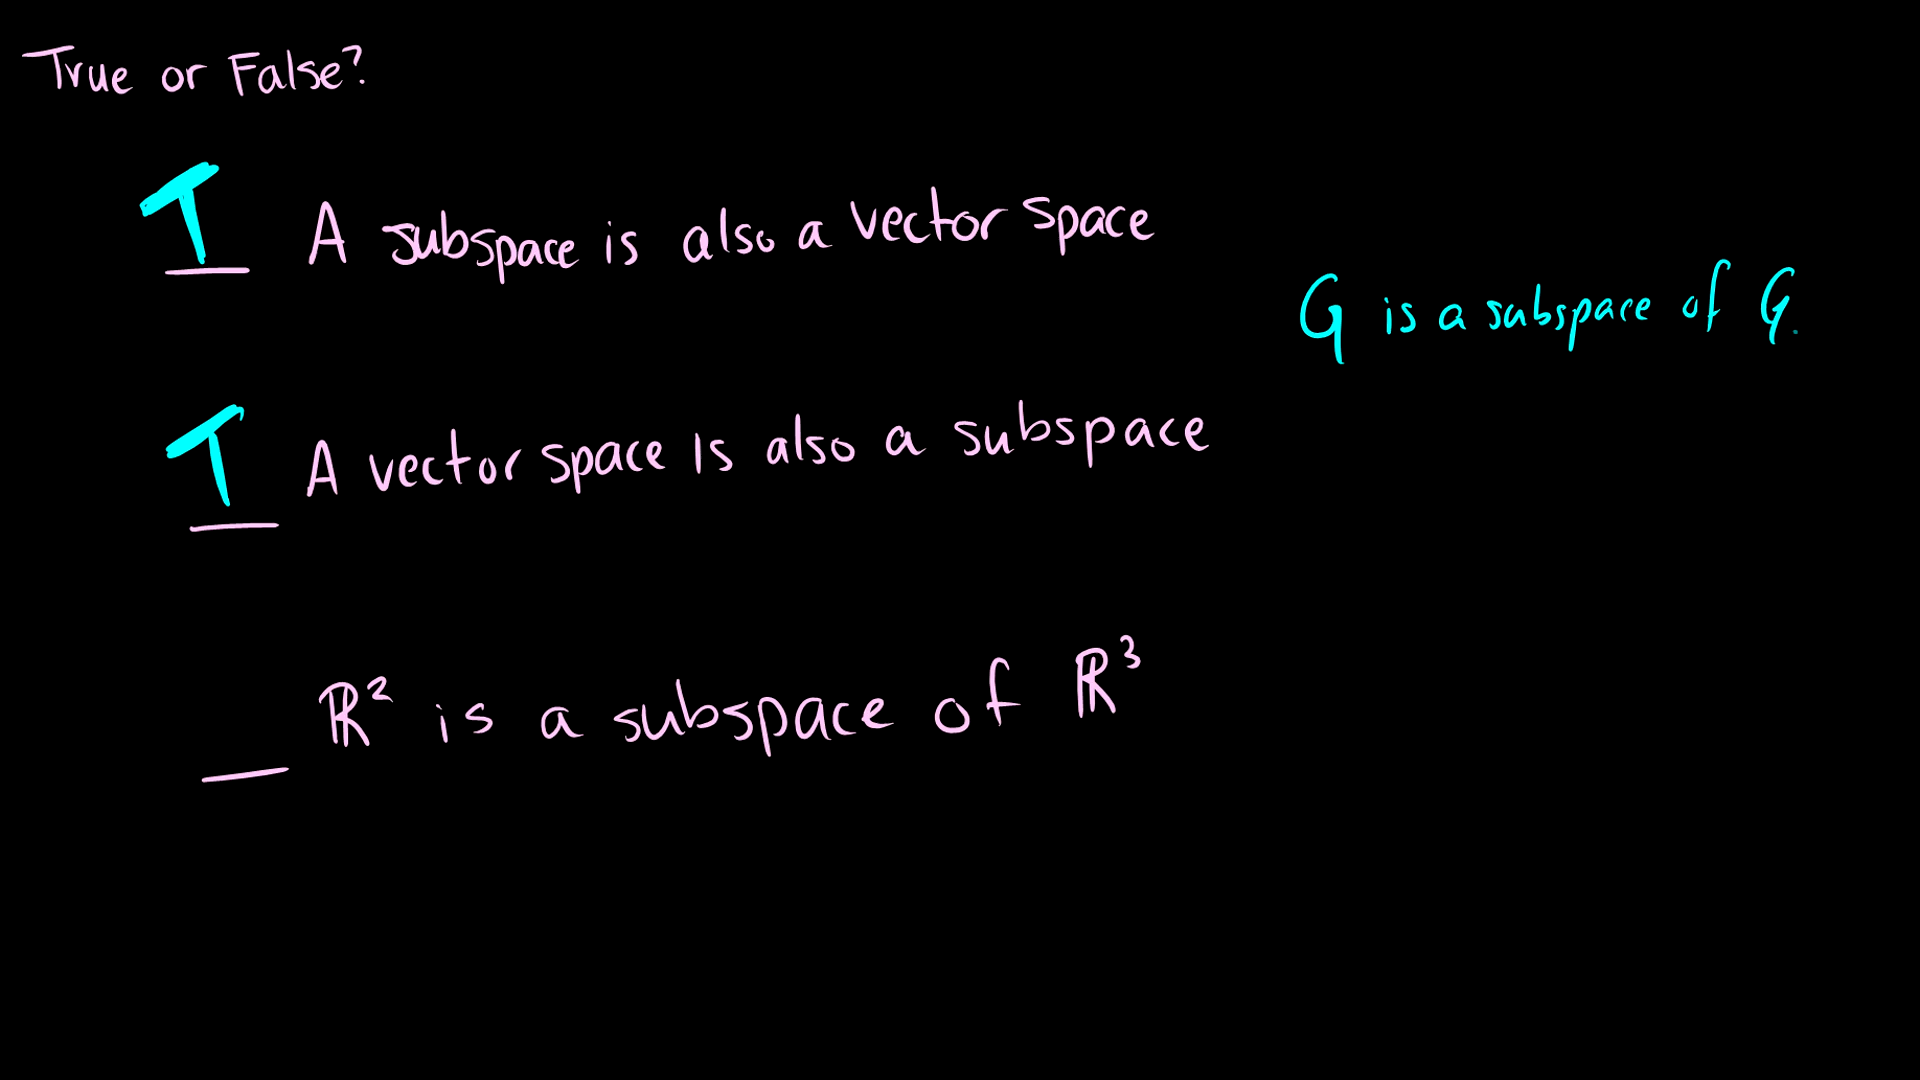 True or False?
T A subspace is also a vector space
G is a subspace of G.
T A vector space is also a subspace
__ ℝ² is a subspace of ℝ³